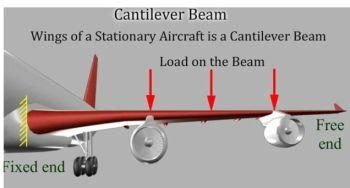 Cantilever Beam
Wings of a Stationary Aircraft is a Cantilever Beam
Load on the Beam
Free
end
Fixed end